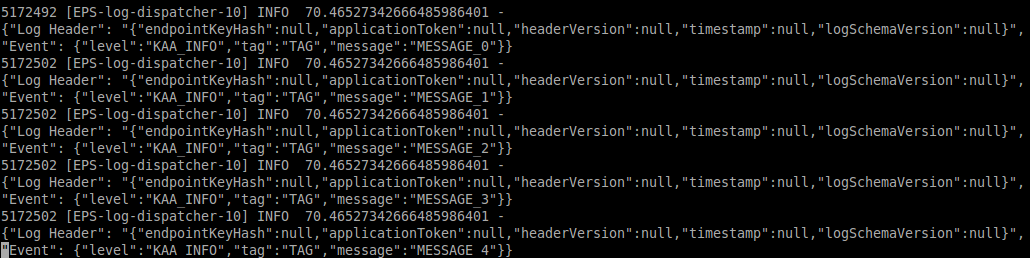 5172492 [EPS-log-dispatcher-10] INFO  70.46527342666485986401 -
{"Log Header": "{"endpointKeyHash":null,"applicationToken":null,"headerVersion":null,"timestamp":null,"logSchemaVersion":null}",
"Event": {"level":"KAA_INFO","tag":"TAG","message":"MESSAGE_0"}}
5172502 [EPS-log-dispatcher-10] INFO  70.46527342666485986401 -
{"Log Header": "{"endpointKeyHash":null,"applicationToken":null,"headerVersion":null,"timestamp":null,"logSchemaVersion":null}",
"Event": {"level":"KAA_INFO","tag":"TAG","message":"MESSAGE_1"}}
5172502 [EPS-log-dispatcher-10] INFO  70.46527342666485986401 -
{"Log Header": "{"endpointKeyHash":null,"applicationToken":null,"headerVersion":null,"timestamp":null,"logSchemaVersion":null}",
"Event": {"level":"KAA_INFO","tag":"TAG","message":"MESSAGE_2"}}
5172502 [EPS-log-dispatcher-10] INFO  70.46527342666485986401 -
{"Log Header": "{"endpointKeyHash":null,"applicationToken":null,"headerVersion":null,"timestamp":null,"logSchemaVersion":null}",
"Event": {"level":"KAA_INFO","tag":"TAG","message":"MESSAGE_3"}}
5172502 [EPS-log-dispatcher-10] INFO  70.46527342666485986401 -
{"Log Header": "{"endpointKeyHash":null,"applicationToken":null,"headerVersion":null,"timestamp":null,"logSchemaVersion":null}",
"Event": {"level":"KAA_INFO","tag":"TAG","message":"MESSAGE_4"}}